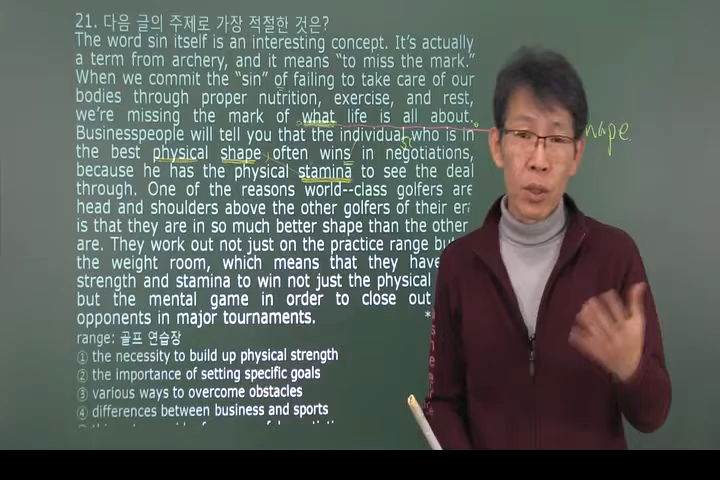 21. 다음 글의 주제로 가장 적절한 것은?
The word sin itself is an interesting concept. It's actually
a term from archery, and it means “to miss the mark.”
When we commit the “sin” of failing to take care of our
bodies through proper nutrition, exercise, and rest,
we're missing the mark of what life is all about.
Businesspeople will tell you that the individual who is in
the best physical shape often wins in negotiations,
because he has the physical stamina to see the deal
through. One of the reasons world--class golfers are
head and shoulders above the other golfers of their
is that they are in so much better shape than the other
are. They work out not just on the practice range
the weight room, which means that they have
strength and stamina to win not just the physical
but the mental game in order to close out
opponents in major tournaments. *
range: 골프 연습장
① the necessity to build up physical strength
② the importance of setting specific goals
③ various ways to overcome obstacles
④ differences between business and sports